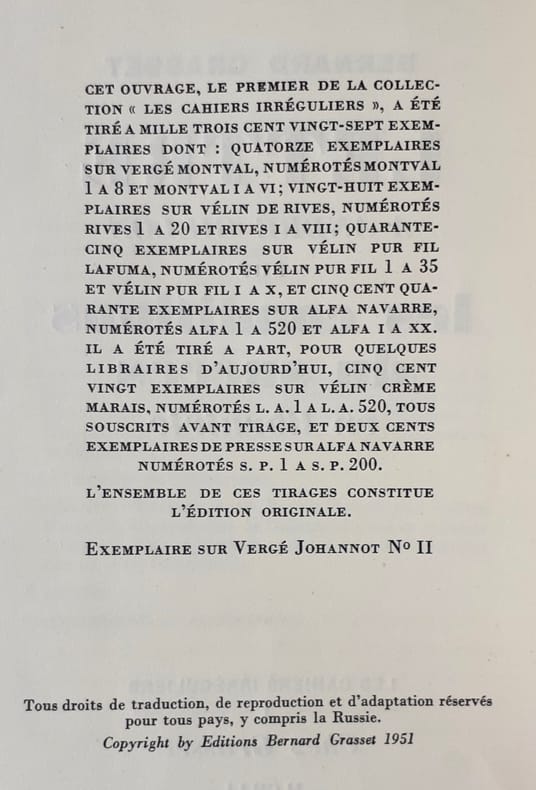 CET OUVRAGE, LE PREMIER DE LA COLLEC-
TION « LES CAHIERS IRRÉGULIERS », A ÉTÉ
TIRÉ A MILLE TROIS CENT VINGT-SEPT EXEM-
PLAIRES DONT : QUATORZE EXEMPLAIRES
SUR VERGÉ MONTVAL, NUMÉROTÉS MONTVAL
1 A 8 ET MONTVAL I A VI ; VINGT-HUIT EXEM-
PLAIRES SUR VÉLIN DE RIVES, NUMÉROTÉS
RIVES 1 A 20 ET RIVES I A VIII ; QUARANTE-
CINQ EXEMPLAIRES SUR VÉLIN PUR FIL
LAFUMA, NUMÉROTÉS VÉLIN PUR FIL 1 A 35
ET VÉLIN PUR FIL I A X, ET CINQ CENT QUA-
RANTE EXEMPLAIRES SUR ALFA NAVARRE,
NUMÉROTÉS ALFA 1 A 520 ET ALFA I A XX.
IL A ÉTÉ TIRÉ A PART, POUR QUELQUES
LIBRAIRES D'AUJOURD'HUI, CINQ CENT
VINGT EXEMPLAIRES SUR VÉLIN CRÈME
MARAIS, NUMÉROTÉS L. A. 1 A L. A. 520, TOUS
SOUSCRITS AVANT TIRAGE, ET DEUX CENTS
EXEMPLAIRES DE PRESSE SUR ALFA NAVARRE
NUMÉROTÉS S. P. 1 A S. P. 200.
L'ENSEMBLE DE CES TIRAGES CONSTITUE
L'ÉDITION ORIGINALE.
EXEMPLAIRE SUR VERGÉ JOHANNOT Nº II
Tous droits de traduction, de reproduction et d'adaptation réservés
pour tous pays, y compris la Russie.
Copyright by Editions Bernard Grasset 1951